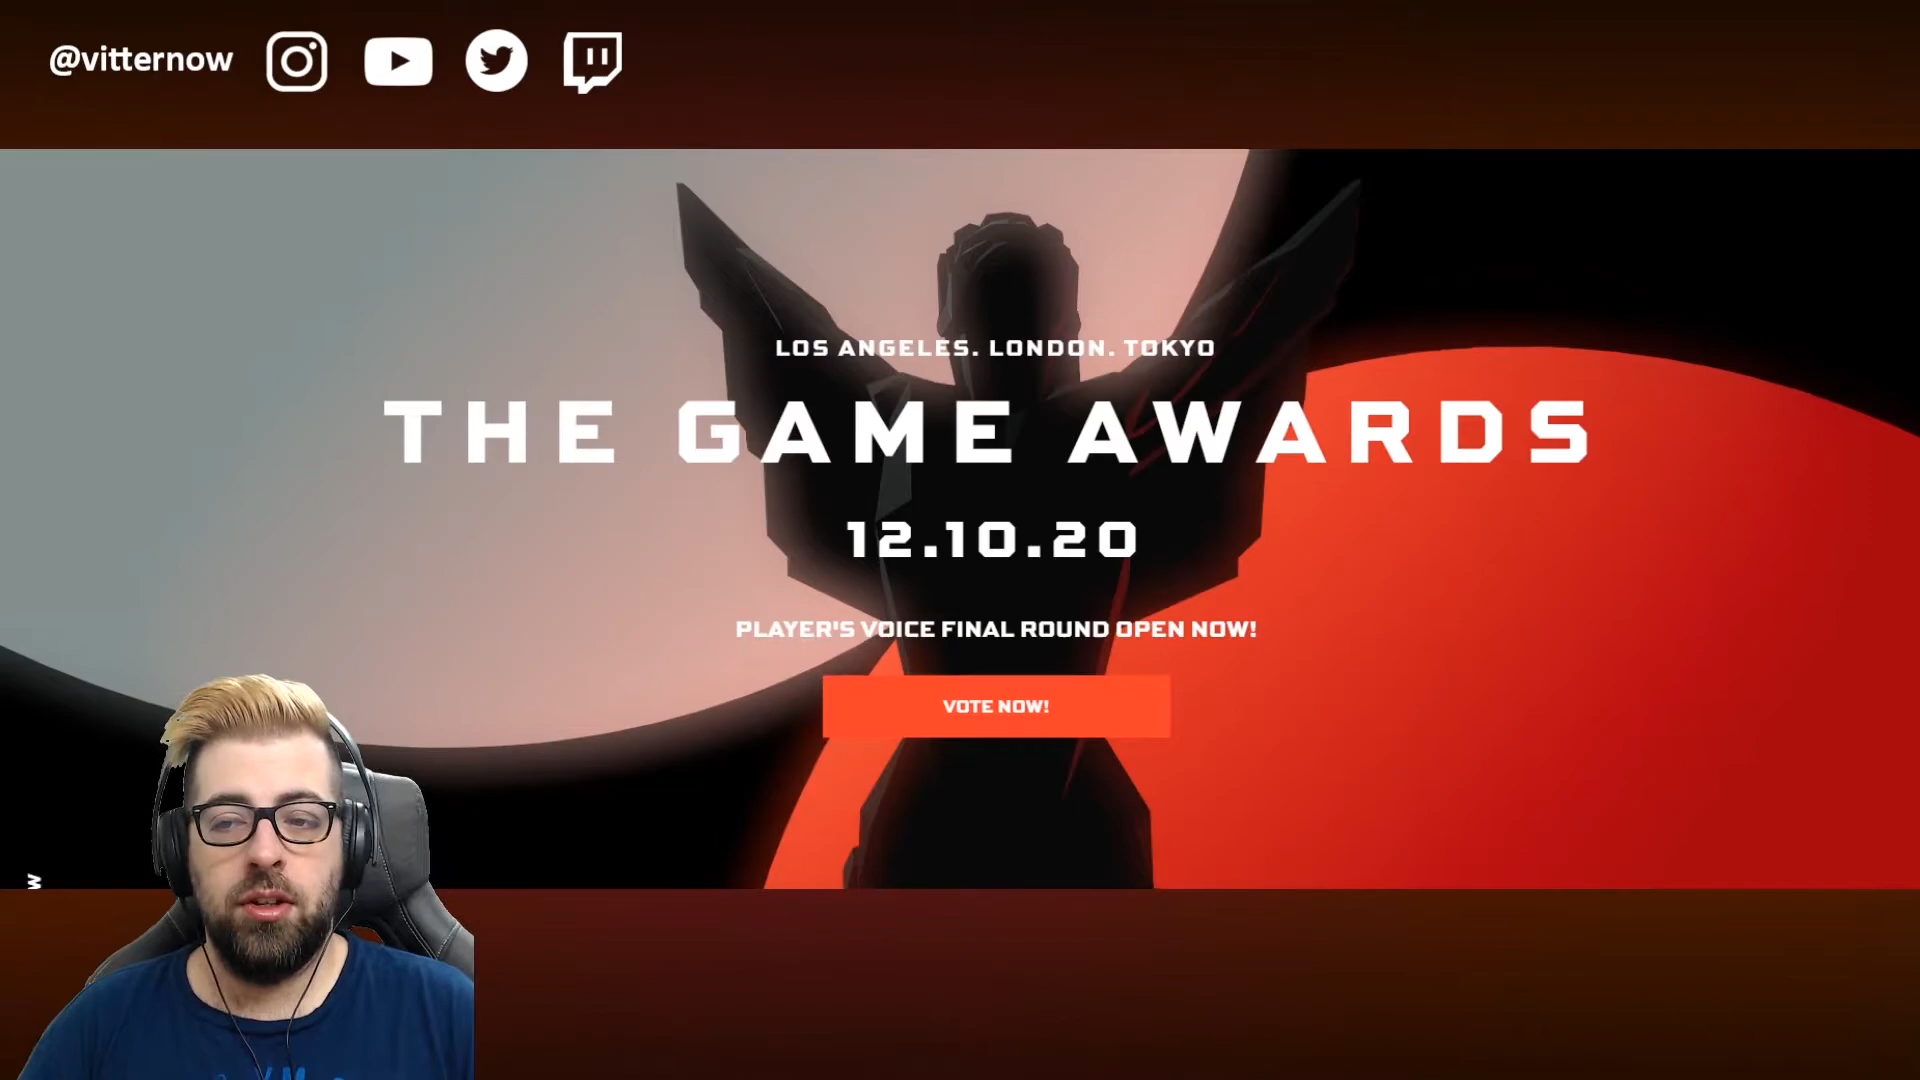 @vitternow
LOS ANGELES. LONDON. TOKYO
THE GAME AWARDS
12.10.20
PLAYER'S VOICE FINAL ROUND OPEN NOW!
VOTE NOW!
W